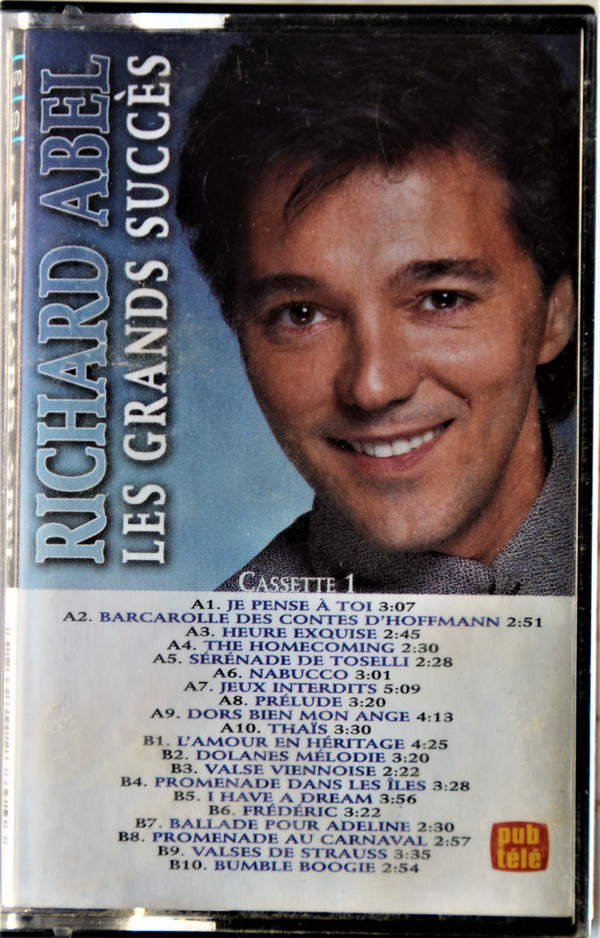 RICHARD ABEL
LES GRANDS SUCCÈS
CASSETTE 1
A1. JE PENSE À TOI 3:07
A2. BARCAROLLE DES CONTES D'HOFFMANN 2:51
A3. HEURE EXQUISE 2:45
A4. THE HOMECOMING 2:30
A5. SÉRÉNADE DE TOSELLI 2:28
A6. NABUCCO 3:01
A7. JEUX INTERDITS 5:09
A8. PRÉLUDE 3:20
A9. DORS BIEN MON ANGE 4:13
A10. THAÏS 3:30
B1. L'AMOUR EN HÉRITAGE 4:25
B2. DOLANES MÉLODIE 3:20
B3. VALSE VIENNOISE 2:22
B4. PROMENADE DANS LES ÎLES 3:28
B5. I HAVE A DREAM 3:56
B6. FRÉDÉRIC 3:22
B7. BALLADE POUR ADELINE 2:30
B8. PROMENADE AU CARNAVAL 2:57
B9. VALSES DE STRAUSS 3:35
B10. BUMBLE BOOGIE 2:54
pub
télé